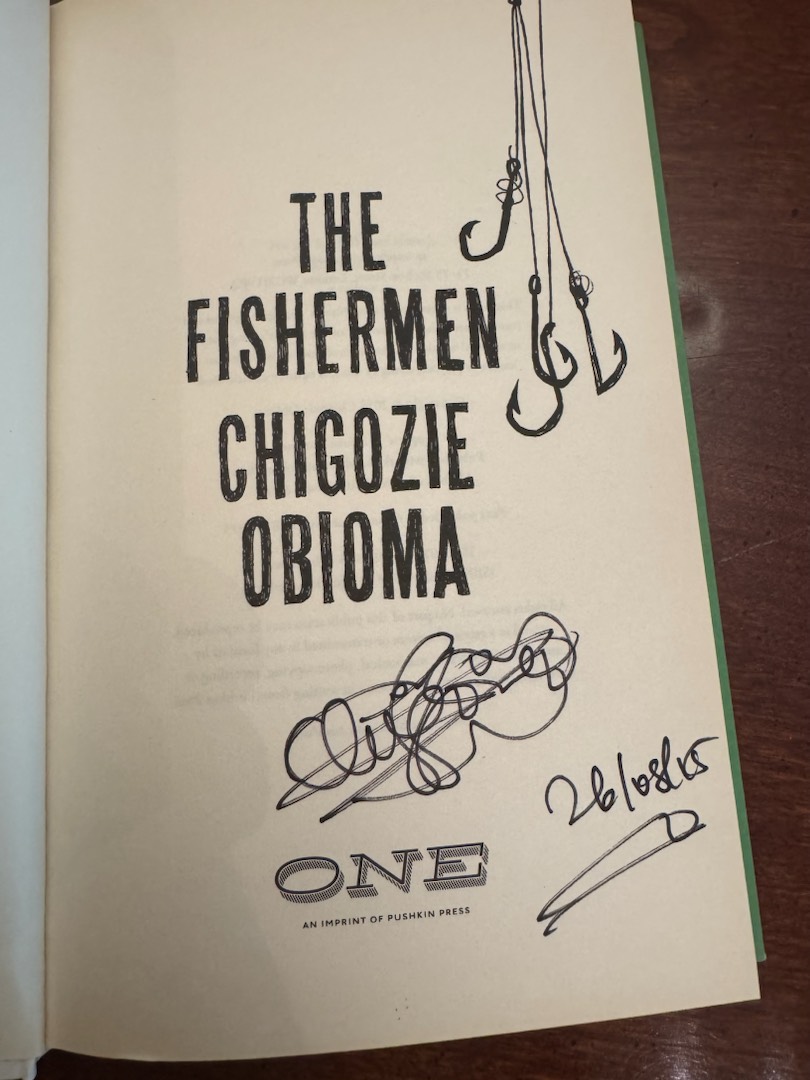 THE
FISHERMEN
CHIGOZIE
OBIOMA
26/08/15
ONE
AN IMPRINT OF PUSHKIN PRESS